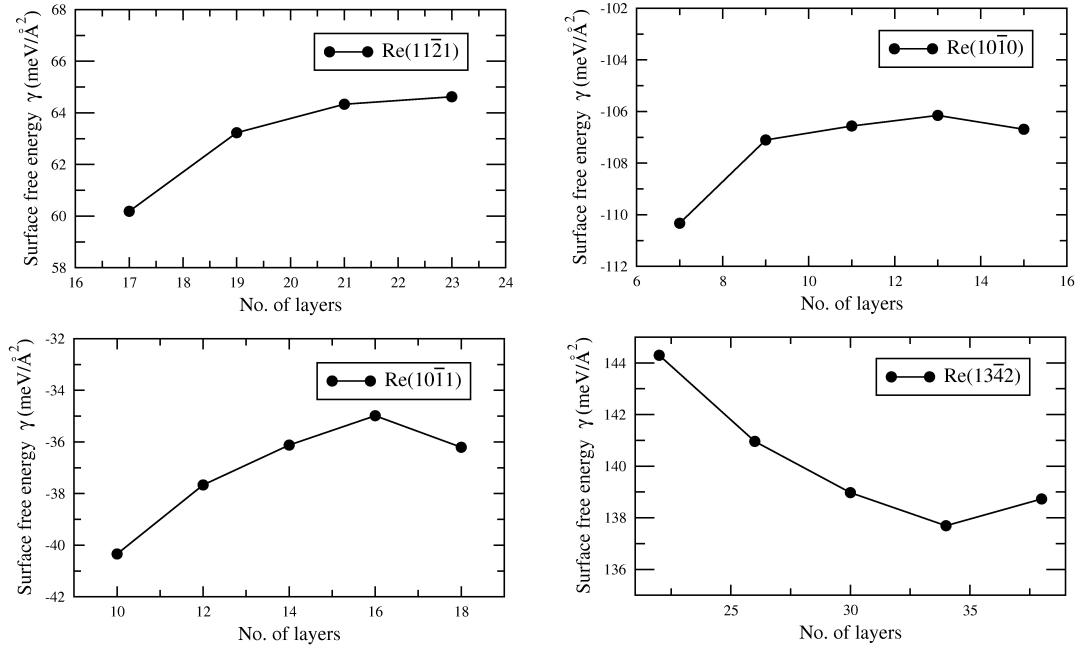 68
66
64
62
60
58
Surface free energy γ (meV/Å²)
Re(112̅1)
16 17 18 19 20 21 22 23 24
No. of layers
-102
-104
-106
-108
-110
-112
Surface free energy γ (meV/Å²)
Re(101̅0)
6 8 10 12 14 16
No. of layers
-32
-34
-36
-38
-40
-42
Surface free energy γ (meV/Å²)
Re(101̅1)
10 12 14 16 18
No. of layers
144
142
140
138
136
Surface free energy γ (meV/Å²)
Re(134̅2)
25 30 35
No. of layers